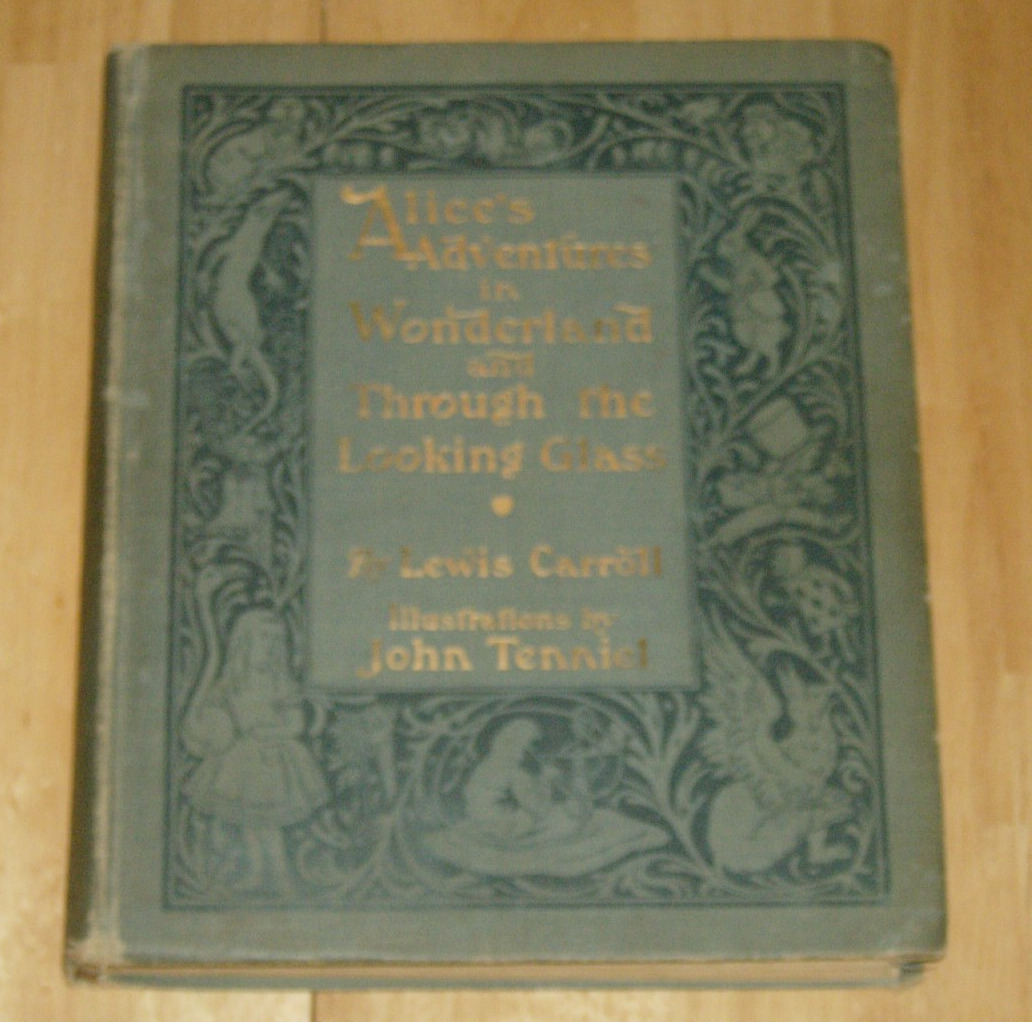 Alice's
Adventures
in
Wonderland
and
Through the
Looking Glass
By Lewis Carroll
Illustrations by
John Tenniel